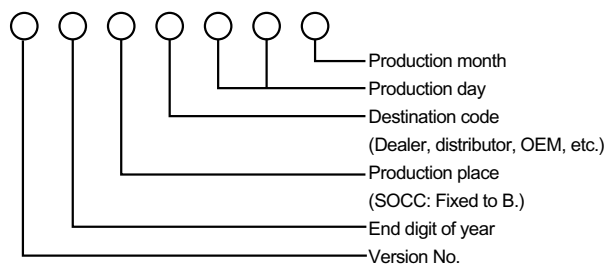 Production month
Production day
Destination code
(Dealer, distributor, OEM, etc.)
Production place
(SOCC: Fixed to B.)
End digit of year
Version No.